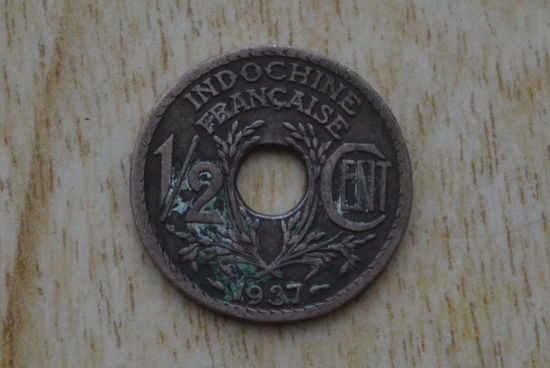 INDOCHINE
FRANÇAISE
1/2 CENT
1937